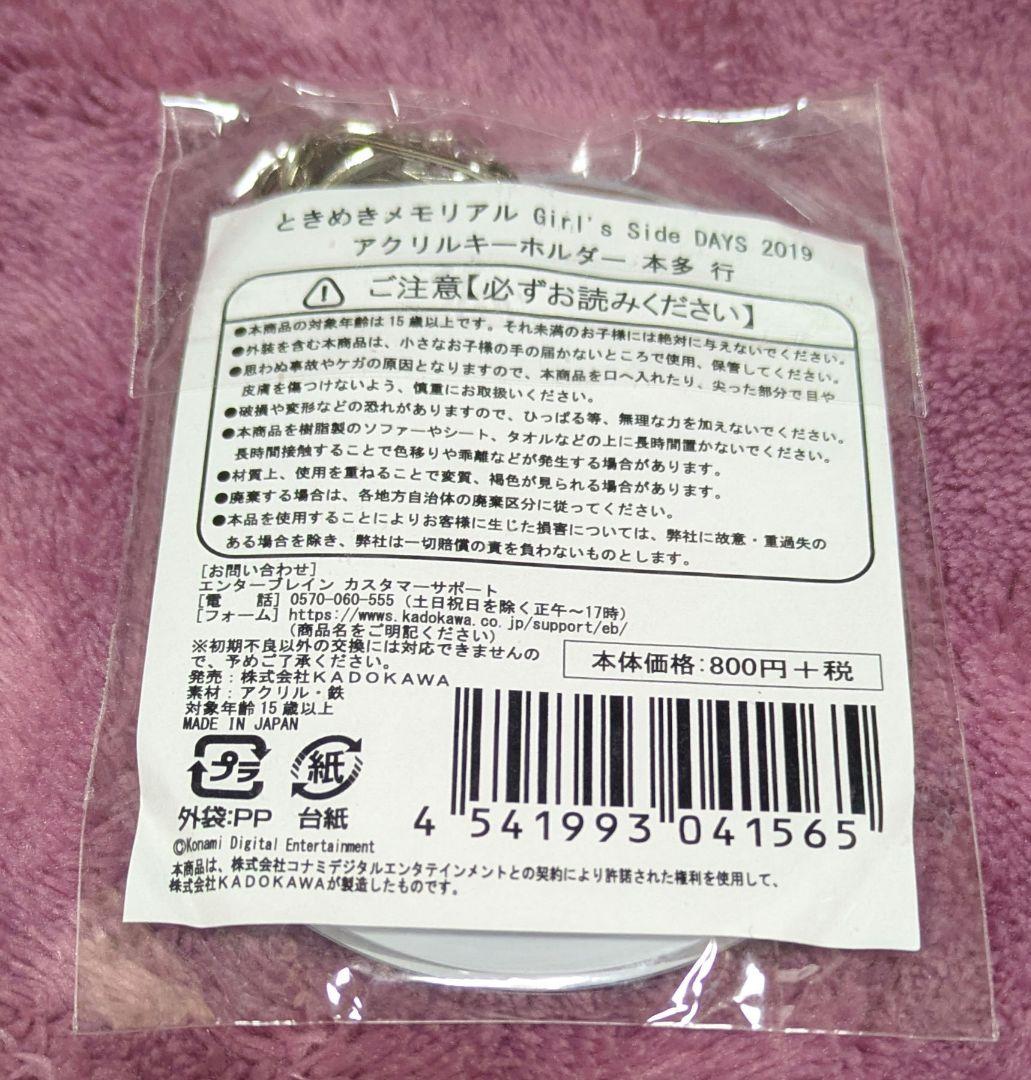 ときめきメモリアル Girl's Side DAYS 2019
アクリルキーホルダー 本多 行
ご注意【必ずお読みください】
●本商品の対象年齢は15歳以上です。それ未満のお子様には絶対に与えないでください。
●外装を含む本商品は、小さなお子様の手の届かないところで使用、保管してください。
●思わぬ事故やケガの原因となりますので、本商品を口へ入れたり、尖った部分で目や
皮膚を傷つけないよう、慎重にお取扱いください。
●破損や変形などの恐れがありますので、ひっぱる等、無理な力を加えないでください。
●本商品を樹脂製のソファーやシート、タオルなどの上に長時間置かないでください。
長時間接触することで色移りや乖離などが発生する場合があります。
●材質上、使用を重ねることで変質、褐色が見られる場合があります。
●廃棄する場合は、各地方自治体の廃棄区分に従ってください。
●本品を使用することによりお客様に生じた損害については、弊社に故意・重過失の
ある場合を除き、弊社は一切賠償の責を負わないものとします。
[お問い合わせ]
エンターブレイン カスタマーサポート
[電　話] 0570-060-555 (土日祝日を除く正午～17時)
[フォーム] https://wwws.kadokawa.co.jp/support/eb/
(商品名をご明記ください)
※初期不良以外の交換には対応できませんの
で、予めご了承ください。
本体価格:800円+税
発売：株式会社KADOKAWA
素材：アクリル・鉄
対象年齢15歳以上
MADE IN JAPAN
プラ 紙
外袋:PP 台紙
4 541993 041565
©Konami Digital Entertainment
本商品は、株式会社コナミデジタルエンタテインメントとの契約により許諾された権利を使用して、
株式会社KADOKAWAが製造したものです。